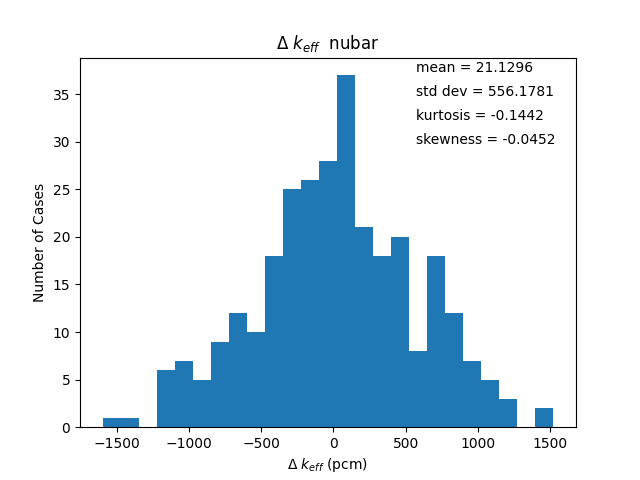 Δ k_eff nubar
mean = 21.1296
std dev = 556.1781
kurtosis = -0.1442
skewness = -0.0452
Number of Cases
35
30
25
20
15
10
5
0
−1500 −1000 −500 0 500 1000 1500
Δ k_eff (pcm)